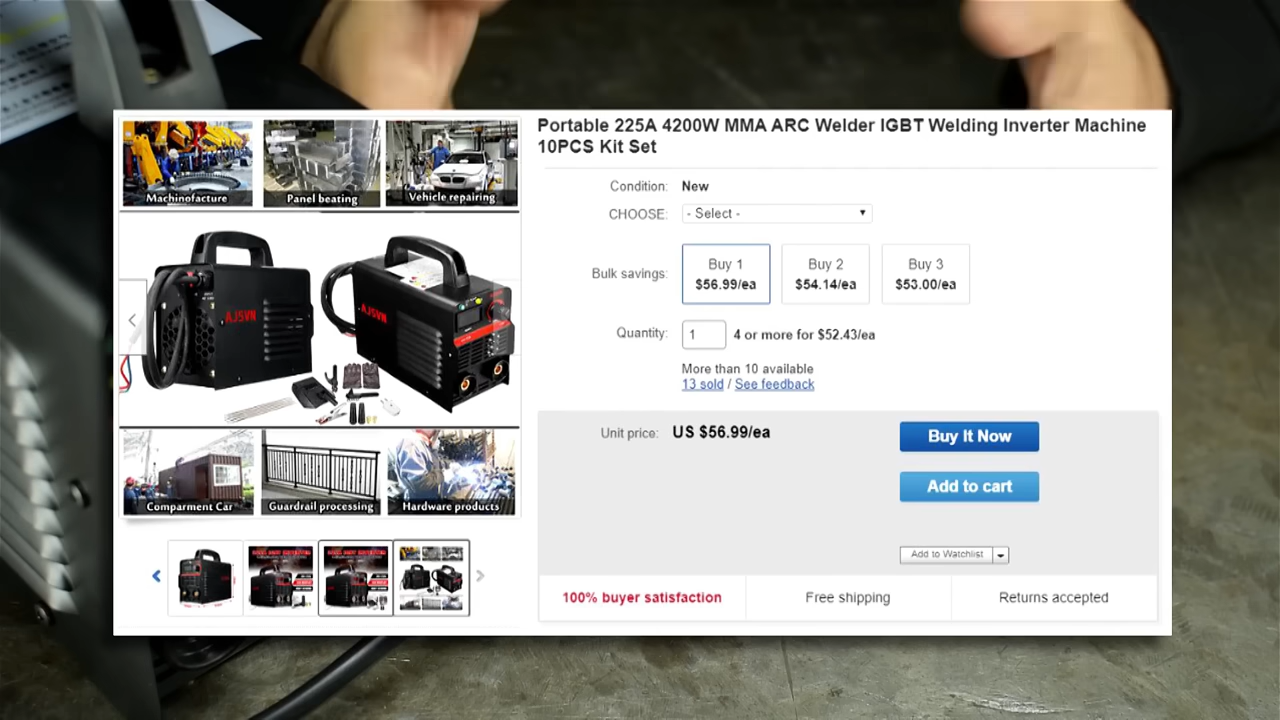 Machinofacture
Panel beating
Vehicle repairing
AJSVN
AJSVN
Comparment Car
Guardrail processing
Hardware products
Portable 225A 4200W MMA ARC Welder IGBT Welding Inverter Machine
10PCS Kit Set
Condition: New
CHOOSE: - Select -
Bulk savings:
Buy 1
$56.99/ea
Buy 2
$54.14/ea
Buy 3
$53.00/ea
Quantity: 1 4 or more for $52.43/ea
More than 10 available
13 sold / See feedback
Unit price: US $56.99/ea
Buy It Now
Add to cart
Add to Watchlist
100% buyer satisfaction
Free shipping
Returns accepted